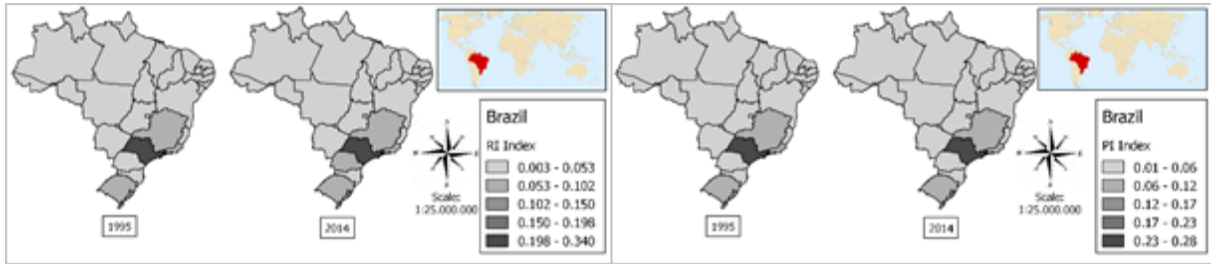 Brazil
RI Index
0.003 - 0.053
0.053 - 0.102
0.102 - 0.150
0.150 - 0.198
0.198 - 0.340
Scale:
1:25.000.000
1995
2014
Brazil
PI Index
0.01 - 0.06
0.06 - 0.12
0.12 - 0.17
0.17 - 0.23
0.23 - 0.28
Scale:
1:25.000.000
1995
2014